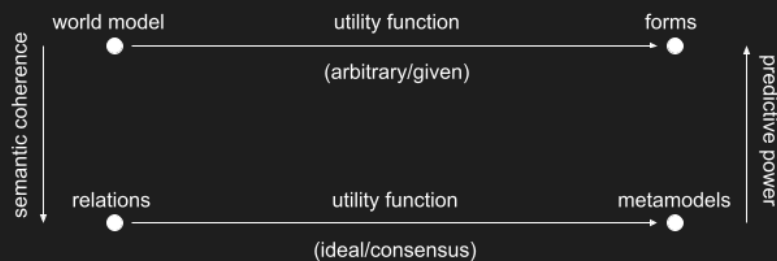 world model
utility function
forms
(arbitrary/given)
semantic coherence
predictive power
relations
utility function
metamodels
(ideal/consensus)